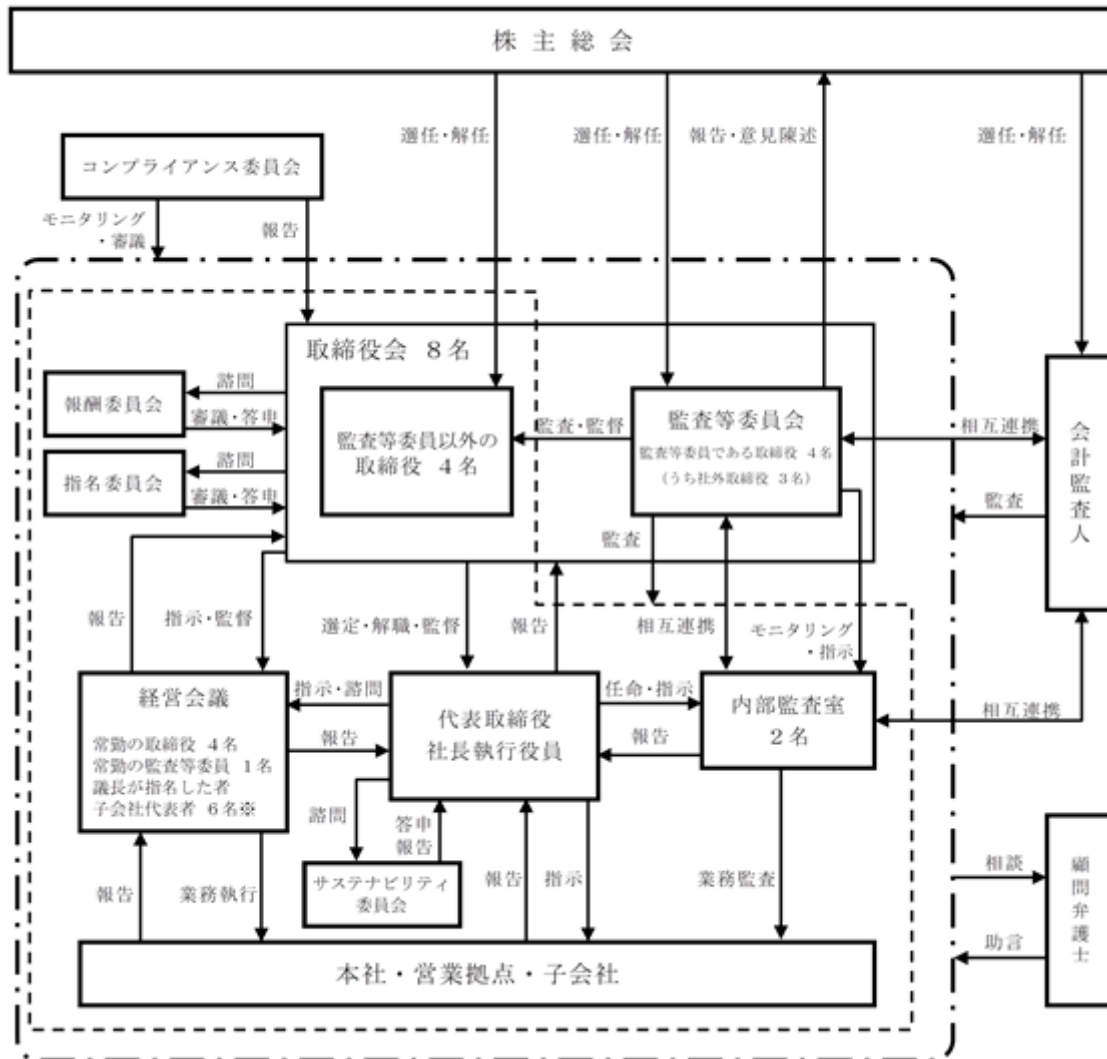 株主総会
選任・解任
選任・解任
報告・意見陳述
選任・解任
コンプライアンス委員会
モニタリング
・審議
報告
取締役会 8名
報酬委員会
諮問
審議・答申
指名委員会
諮問
審議・答申
監査等委員以外の
取締役 4名
監査・監督
監査等委員会
監査等委員である取締役 4名
(うち社外取締役 3名)
相互連携
会計監査人
監査
監査
報告
指示・監督
選定・解職・監督
報告
相互連携
モニタリング
・指示
経営会議
常勤の取締役 4名
常勤の監査等委員 1名
議長が指名した者
子会社代表者 6名※
指示・諮問
報告
代表取締役
社長執行役員
任命・指示
報告
内部監査室
2名
相互連携
諮問
答申
報告
サステナビリティ
委員会
報告
業務執行
報告
指示
業務監査
相談
助言
顧問弁護士
本社・営業拠点・子会社